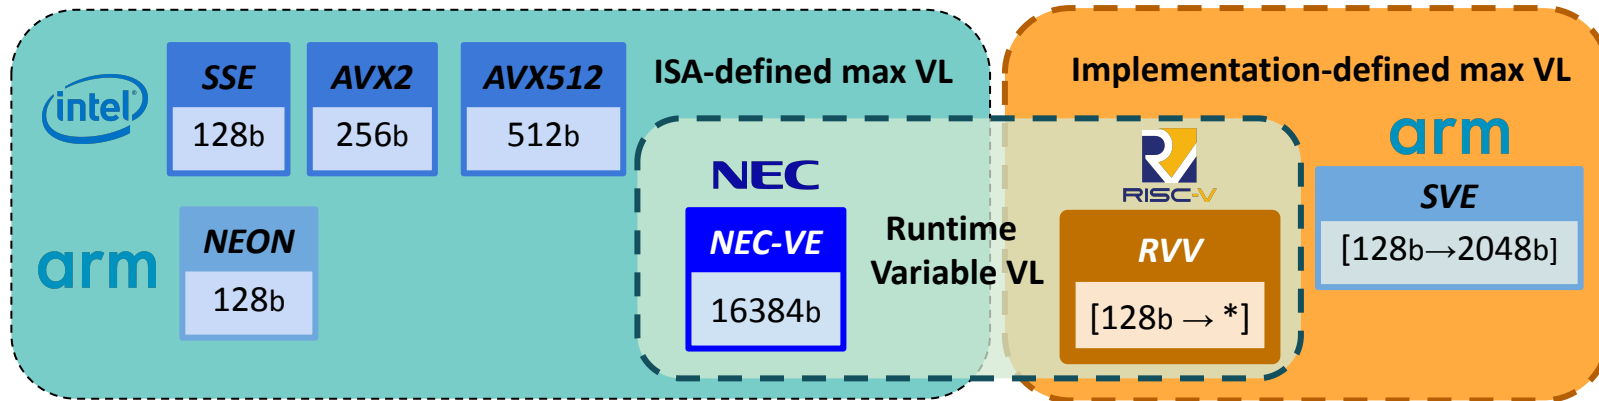 ISA-defined max VL
intel
SSE
128b
AVX2
256b
AVX512
512b
arm
NEON
128b
NEC
NEC-VE
16384b
Runtime
Variable VL
Implementation-defined max VL
RISC-V
RVV
[128b → *]
arm
SVE
[128b→2048b]